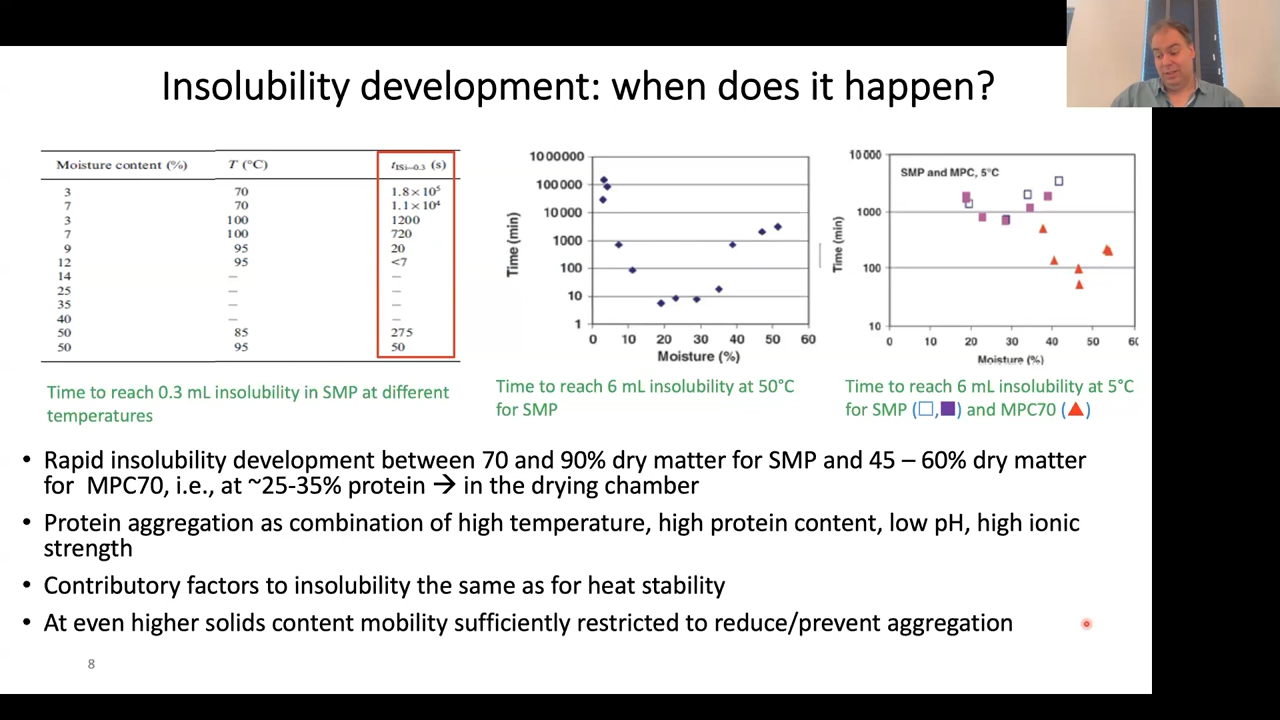 Insolubility development: when does it happen?
Moisture content (%) T (°C) tISI=0.3 (s)
3 70 1.8 × 10⁵
7 70 1.1 × 10⁴
3 100 1200
7 100 720
9 95 20
12 95 <7
14 – –
25 – –
35 – –
40 – –
50 85 275
50 95 50
Time to reach 0.3 mL insolubility in SMP at different
temperatures
1000000
100000
10000
1000
100
10
1
0 10 20 30 40 50 60
Time (min)
Moisture (%)
Time to reach 6 mL insolubility at 50°C
for SMP
SMP and MPC, 5°C
10000
1000
100
10
0 10 20 30 40 50 60
Time (min)
Moisture (%)
Time to reach 6 mL insolubility at 5°C
for SMP (□,■) and MPC70 (▲)
• Rapid insolubility development between 70 and 90% dry matter for SMP and 45 – 60% dry matter
for MPC70, i.e., at ~25-35% protein → in the drying chamber
• Protein aggregation as combination of high temperature, high protein content, low pH, high ionic
strength
• Contributory factors to insolubility the same as for heat stability
• At even higher solids content mobility sufficiently restricted to reduce/prevent aggregation
8